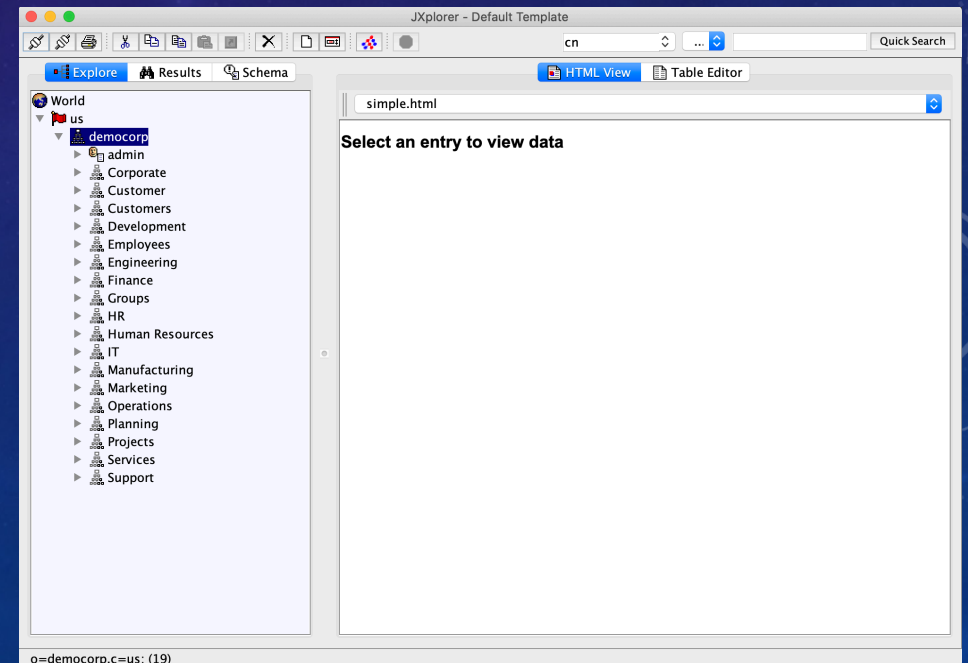 JXplorer - Default Template
cn ... Quick Search
Explore Results Schema
HTML View Table Editor
World
us
democorp
admin
Corporate
Customer
Customers
Development
Employees
Engineering
Finance
Groups
HR
Human Resources
IT
Manufacturing
Marketing
Operations
Planning
Projects
Services
Support
simple.html
Select an entry to view data
o=democorp,c=us: (19)